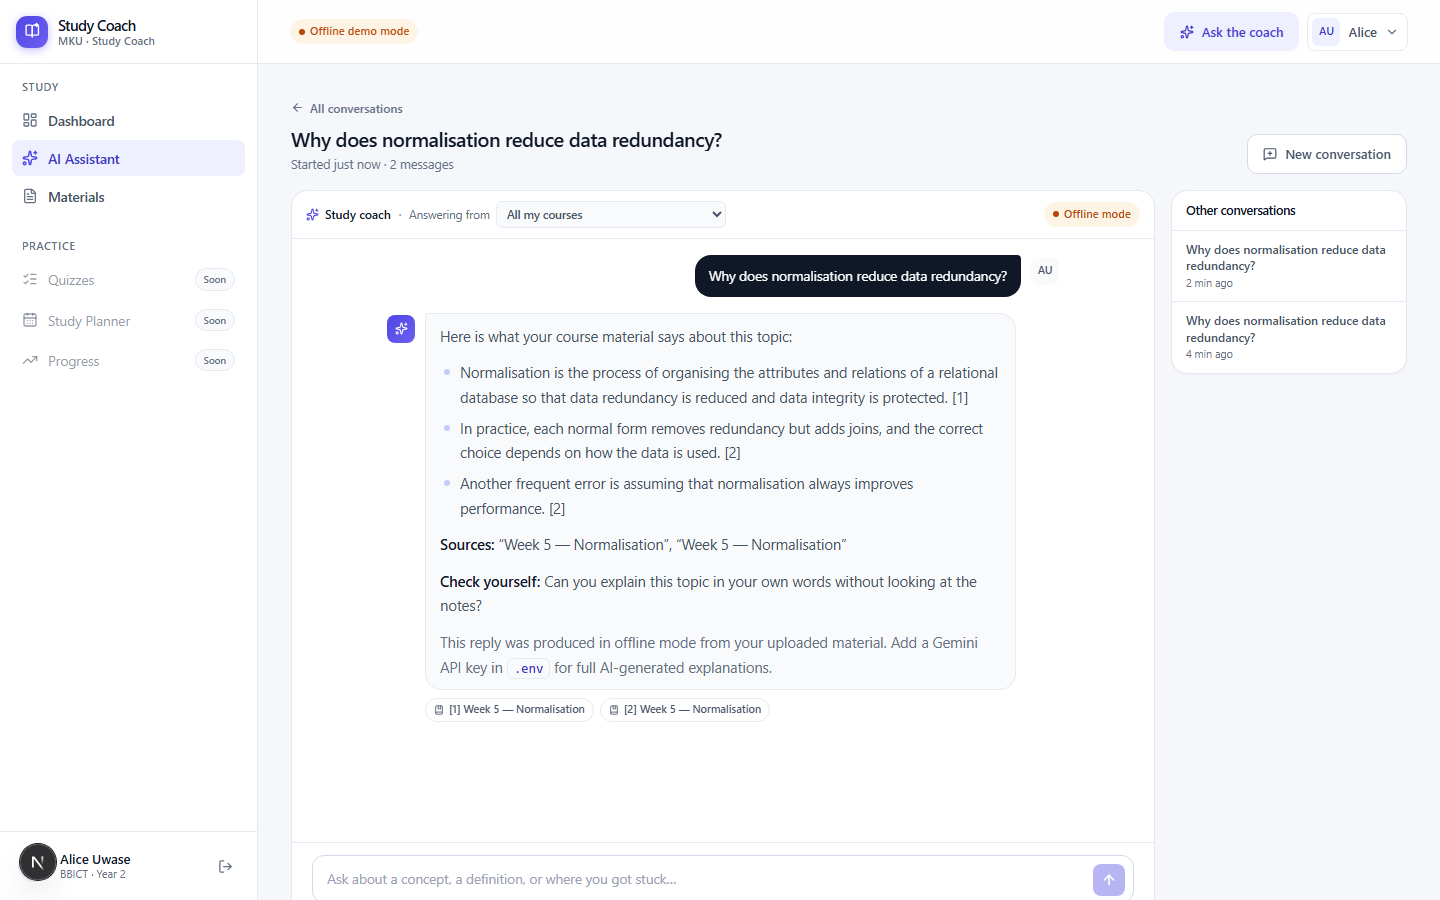 Study Coach
MKU · Study Coach
STUDY
Dashboard
AI Assistant
Materials
PRACTICE
Quizzes
Soon
Study Planner
Soon
Progress
Soon
N
Alice Uwase
BBICT · Year 2
Offline demo mode
Ask the coach
AU
Alice
All conversations
Why does normalisation reduce data redundancy?
Started just now · 2 messages
New conversation
Study coach · Answering from
All my courses
Offline mode
Why does normalisation reduce data redundancy?
AU
Here is what your course material says about this topic:
Normalisation is the process of organising the attributes and relations of a relational
database so that data redundancy is reduced and data integrity is protected. [1]
In practice, each normal form removes redundancy but adds joins, and the correct
choice depends on how the data is used. [2]
Another frequent error is assuming that normalisation always improves
performance. [2]
Sources: “Week 5 — Normalisation”, “Week 5 — Normalisation”
Check yourself: Can you explain this topic in your own words without looking at the
notes?
This reply was produced in offline mode from your uploaded material. Add a Gemini
API key in .env for full AI-generated explanations.
[1] Week 5 — Normalisation
[2] Week 5 — Normalisation
Ask about a concept, a definition, or where you got stuck...
Other conversations
Why does normalisation reduce data
redundancy?
2 min ago
Why does normalisation reduce data
redundancy?
4 min ago